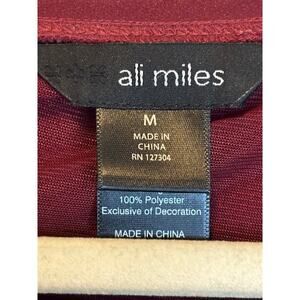 ali miles
M
MADE IN
CHINA
RN 127304
100% Polyester
Exclusive of Decoration
MADE IN CHINA